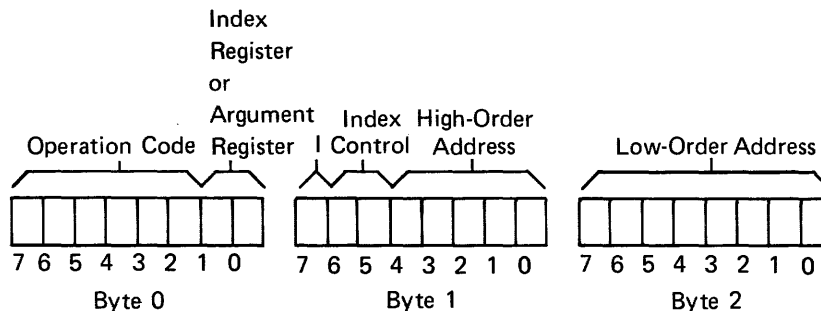 Index
Register
or
Argument
Register
Operation Code
I
Index
Control
High-Order
Address
Low-Order Address
7 6 5 4 3 2 1 0
7 6 5 4 3 2 1 0
7 6 5 4 3 2 1 0
Byte 0
Byte 1
Byte 2